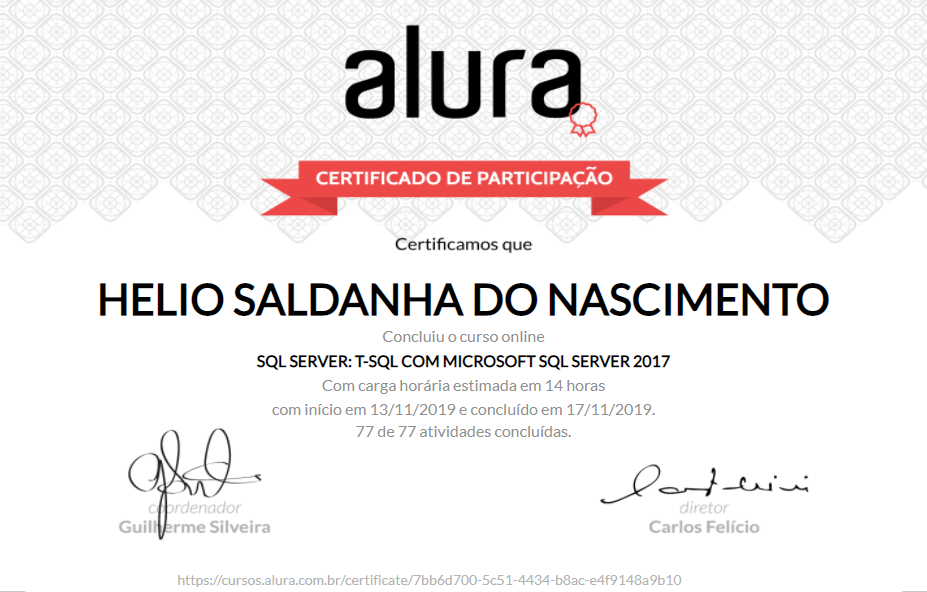 alura
CERTIFICADO DE PARTICIPAÇÃO
Certificamos que
HELIO SALDANHA DO NASCIMENTO
Concluiu o curso online
SQL SERVER: T-SQL COM MICROSOFT SQL SERVER 2017
Com carga horária estimada em 14 horas
com início em 13/11/2019 e concluído em 17/11/2019.
77 de 77 atividades concluídas.
coordenador
Guilherme Silveira
diretor
Carlos Felício
https://cursos.alura.com.br/certificate/7bb6d700-5c51-4434-b8ac-e4f9148a9b10